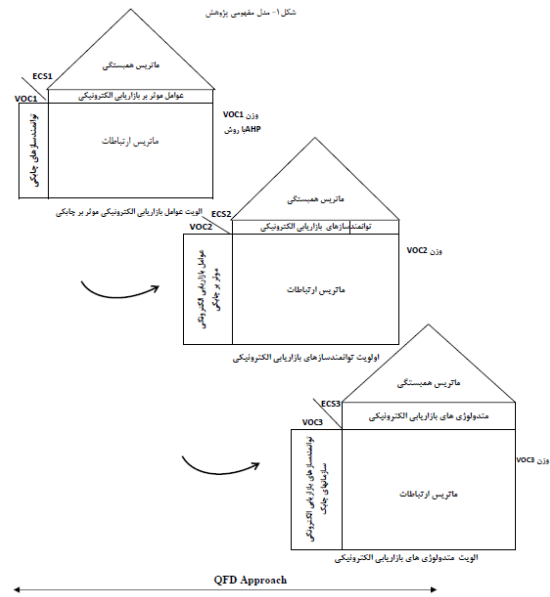 شکل ۱- مدل مفهومی پژوهش
ماتریس همبستگی
ECS1
عوامل موثر بر بازاریابی الکترونیکی
VOC1
توانمندسازهای چابکی
ماتریس ارتباطات
وزن VOC1
باروش AHP
الویت عوامل بازاریابی الکترونیکی موثر بر چابکی
ماتریس همبستگی
ECS2
توانمندسازهای بازاریابی الکترونیکی
VOC2
عوامل بازاریابی الکترونیکی
موثر بر چابکی
ماتریس ارتباطات
وزن VOC2
اولویت توانمندسازهای بازاریابی الکترونیکی
ماتریس همبستگی
ECS3
متدولوژی های بازاریابی الکترونیکی
VOC3
توانمندسازهای بازاریابی الکترونیکی
سازمانهای چابک
ماتریس ارتباطات
وزن VOC3
الویت متدولوژی های بازاریابی الکترونیکی
QFD Approach